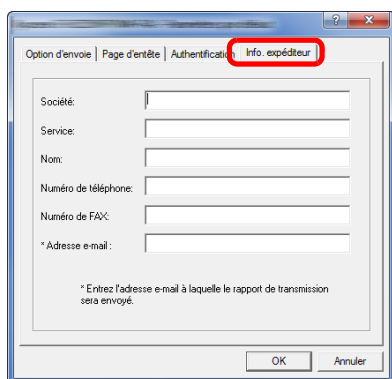 Option d'envoie Page d'entête Authentification Info. expéditeur
Société:
Service:
Nom:
Numéro de téléphone:
Numéro de FAX:
* Adresse e-mail :
* Entrez l'adresse e-mail à laquelle le rapport de transmission
sera envoyé.
OK Annuler